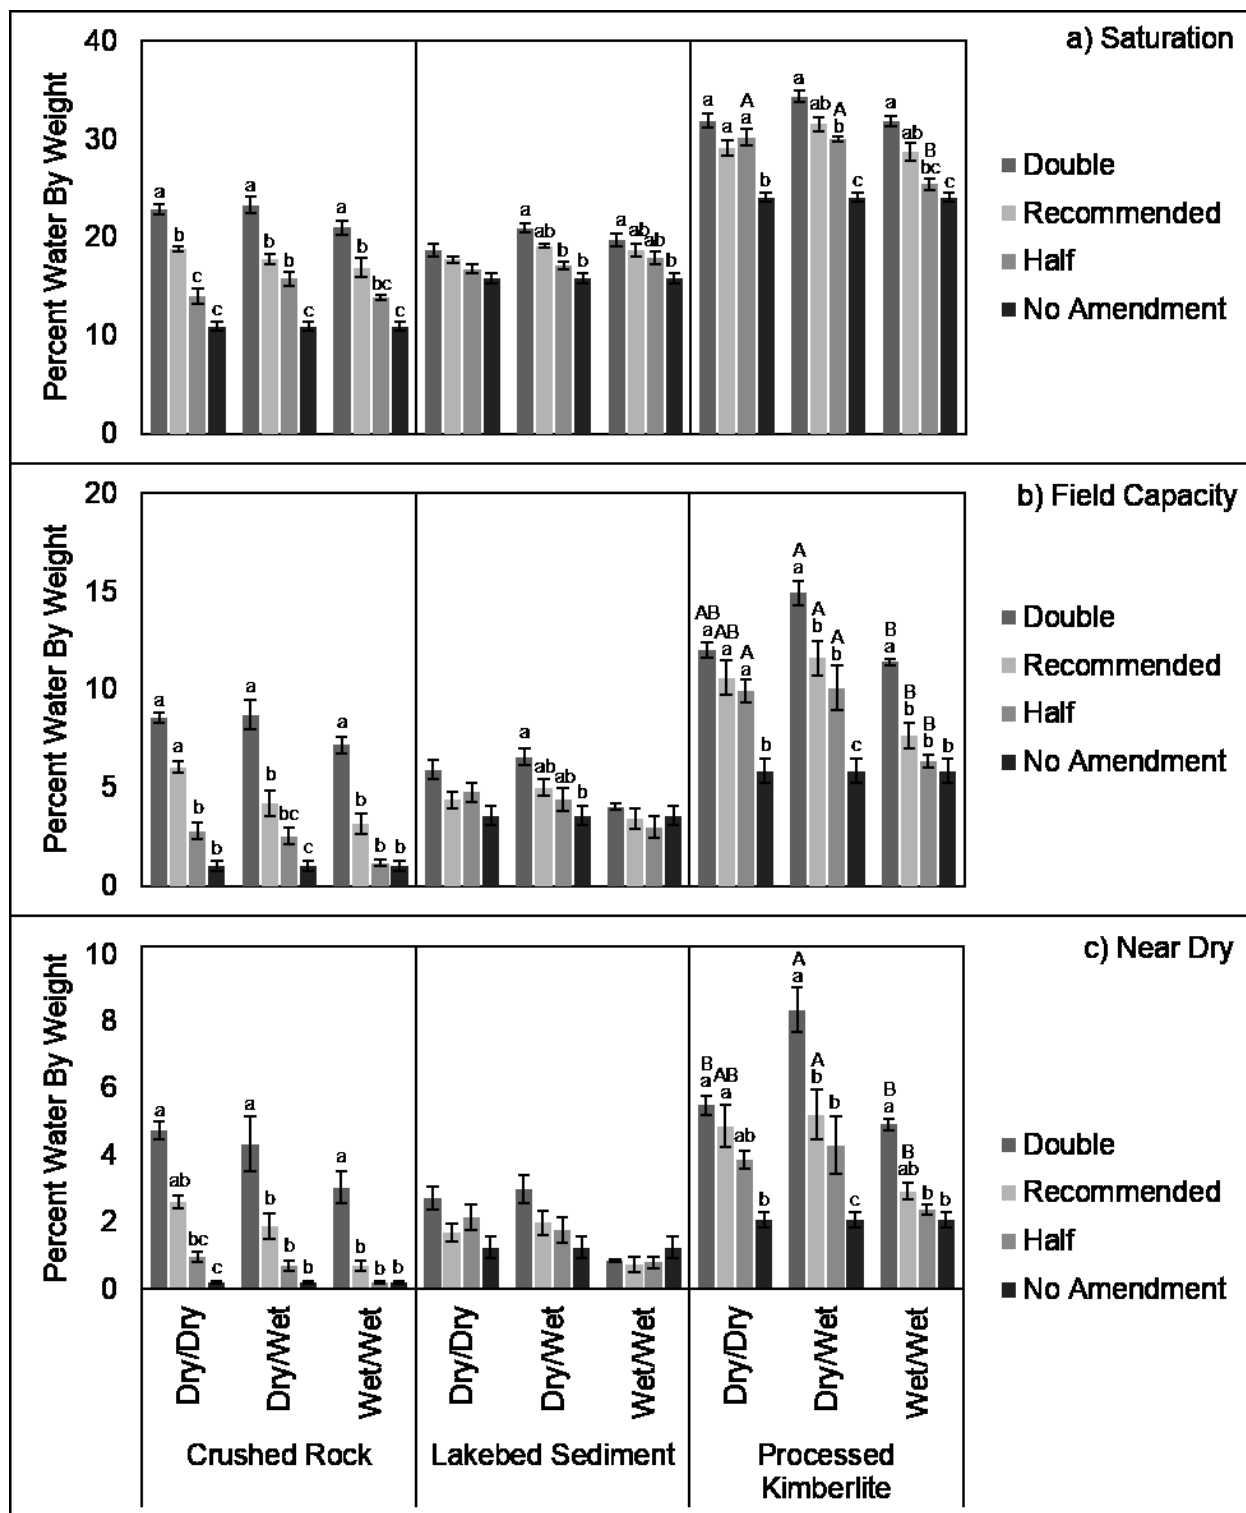 a) Saturation
Percent Water By Weight
40
30
20
10
0
a b c c
a b b c
a b bc c
a ab b b
a ab ab b
a a A a b
a ab A b c
a ab B bc c
Double
Recommended
Half
No Amendment
b) Field Capacity
Percent Water By Weight
20
15
10
5
0
a a b b
a b bc c
a b b b
a ab ab b
AB a AB a A a b
A a A b A b c
B a B b B b b
Double
Recommended
Half
No Amendment
c) Near Dry
Percent Water By Weight
10
8
6
4
2
0
a ab bc c
a b b b
a b b b
B a AB a ab b
A a A b b c
B a B ab b b
Double
Recommended
Half
No Amendment
Dry/Dry Dry/Wet Wet/Wet Dry/Dry Dry/Wet Wet/Wet Dry/Dry Dry/Wet Wet/Wet
Crushed Rock Lakebed Sediment Processed
Kimberlite